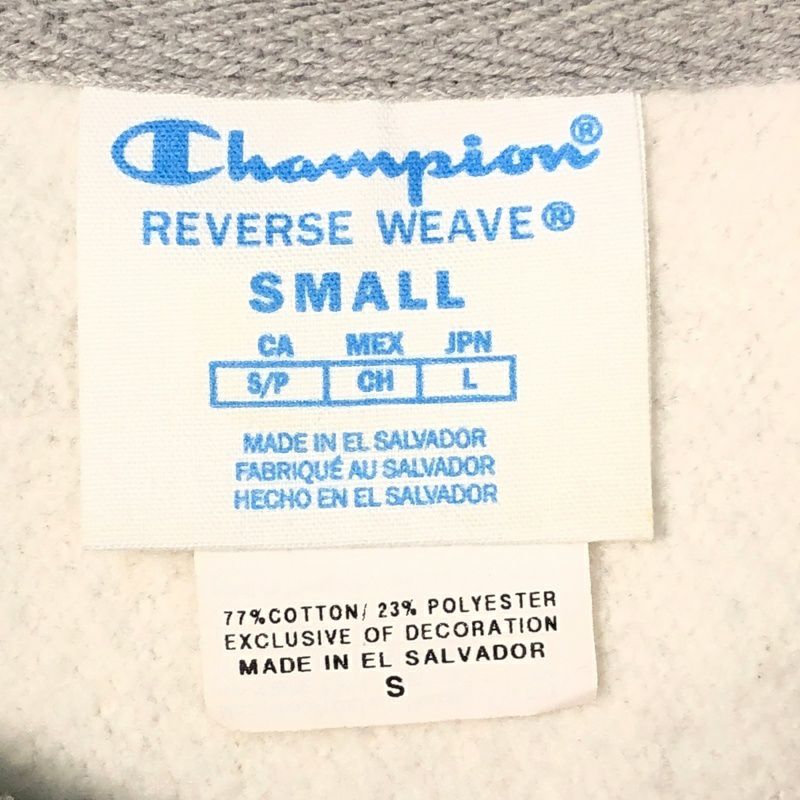 Champion®
REVERSE WEAVE®
SMALL
CA MEX JPN
S/P CH L
MADE IN EL SALVADOR
FABRIQUÉ AU SALVADOR
HECHO EN EL SALVADOR
77%COTTON/ 23% POLYESTER
EXCLUSIVE OF DECORATION
MADE IN EL SALVADOR
S